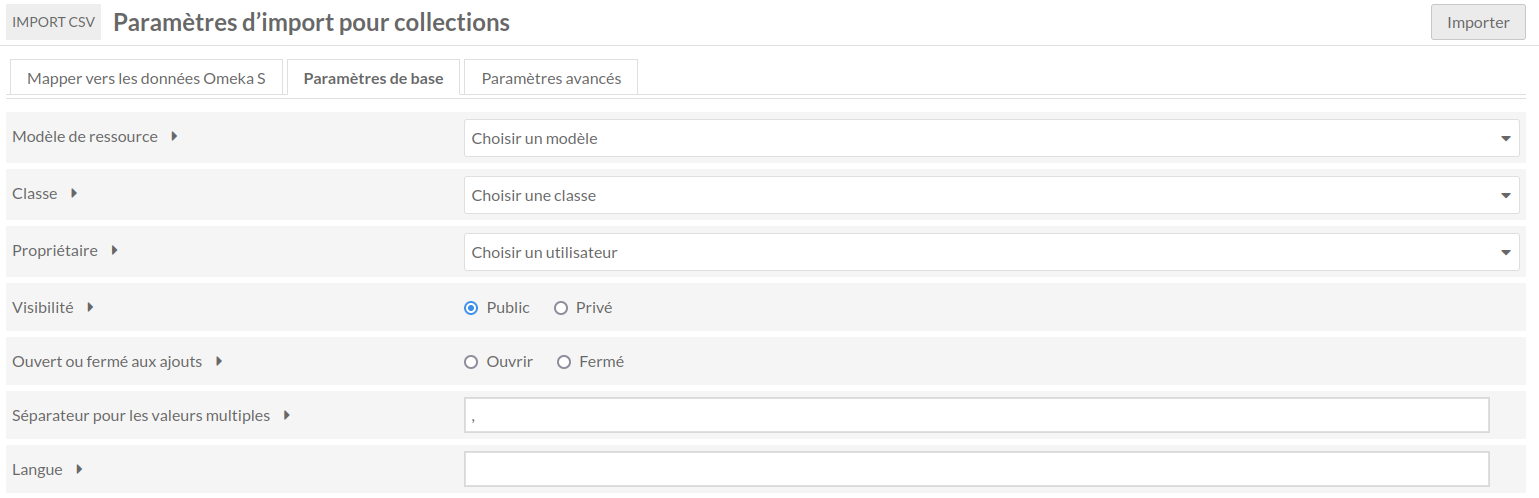 IMPORT CSV Paramètres d’import pour collections Importer
Mapper vers les données Omeka S Paramètres de base Paramètres avancés
Modèle de ressource Choisir un modèle
Classe Choisir une classe
Propriétaire Choisir un utilisateur
Visibilité Public Privé
Ouvert ou fermé aux ajouts Ouvrir Fermé
Séparateur pour les valeurs multiples ,
Langue